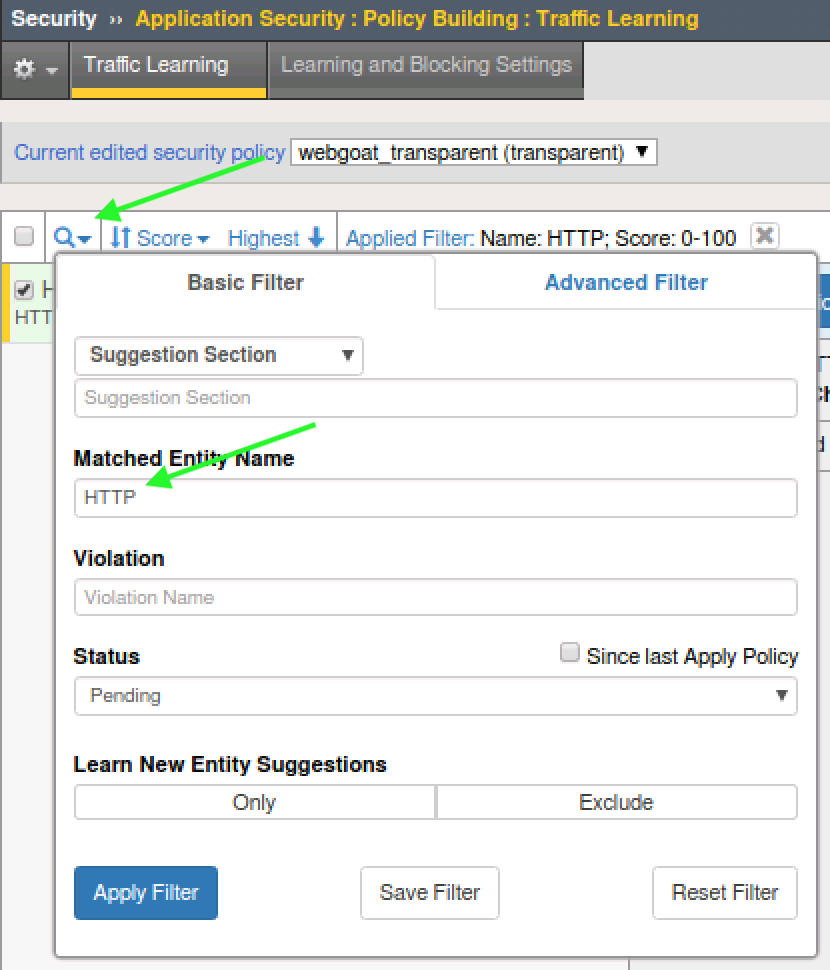 Security ›› Application Security : Policy Building : Traffic Learning
Traffic Learning Learning and Blocking Settings
Current edited security policy webgoat_transparent (transparent)
Score Highest Applied Filter: Name: HTTP; Score: 0-100
Basic Filter Advanced Filter
HTT
Suggestion Section
Suggestion Section
Matched Entity Name
HTTP
Violation
Violation Name
Status Since last Apply Policy
Pending
Learn New Entity Suggestions
Only Exclude
Apply Filter Save Filter Reset Filter